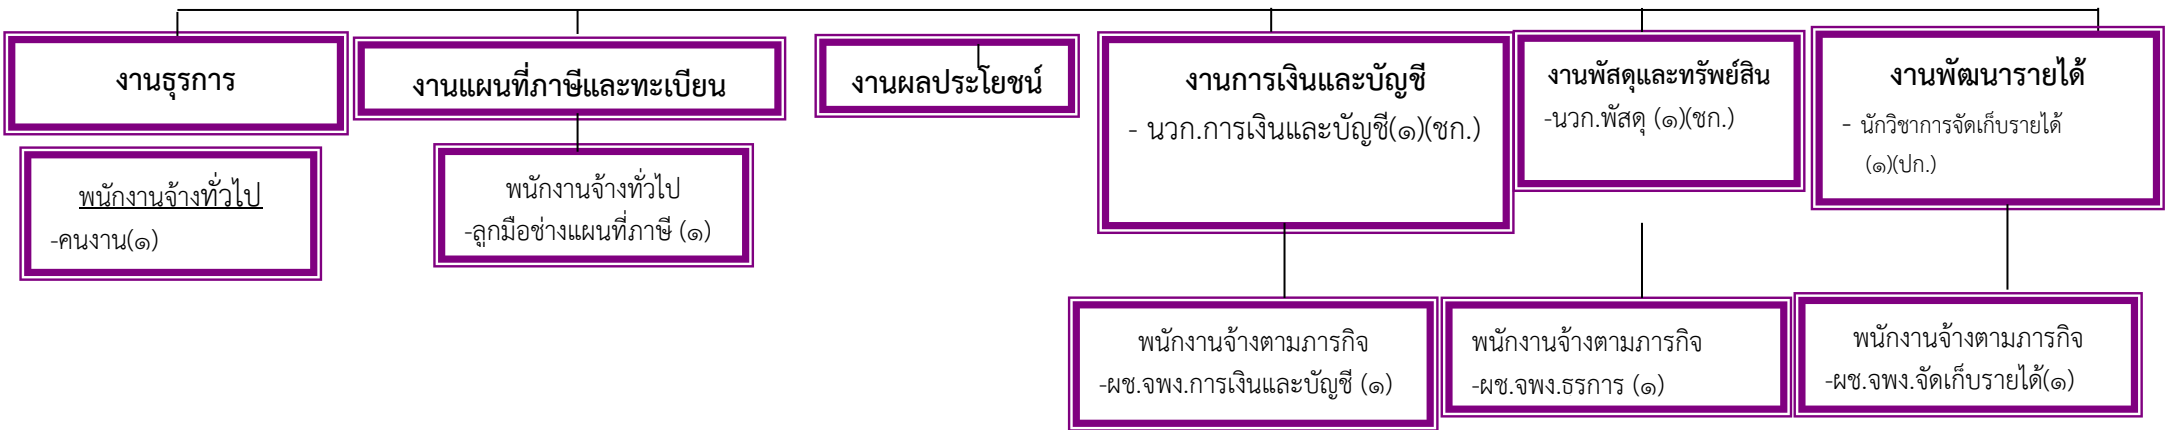 งานธุรการ
พนักงานจ้างทั่วไป
-คนงาน(๑)
งานแผนที่ภาษีและทะเบียน
พนักงานจ้างทั่วไป
-ลูกมือช่างแผนที่ภาษี (๑)
งานผลประโยชน์
งานการเงินและบัญชี
- นวก.การเงินและบัญชี(๑)(ชก.)
พนักงานจ้างตามภารกิจ
-ผช.จพง.การเงินและบัญชี (๑)
งานพัสดุและทรัพย์สิน
-นวก.พัสดุ (๑)(ชก.)
พนักงานจ้างตามภารกิจ
-ผช.จพง.ธรการ (๑)
งานพัฒนารายได้
- นักวิชาการจัดเก็บรายได้
(๑)(ปก.)
พนักงานจ้างตามภารกิจ
-ผช.จพง.จัดเก็บรายได้(๑)